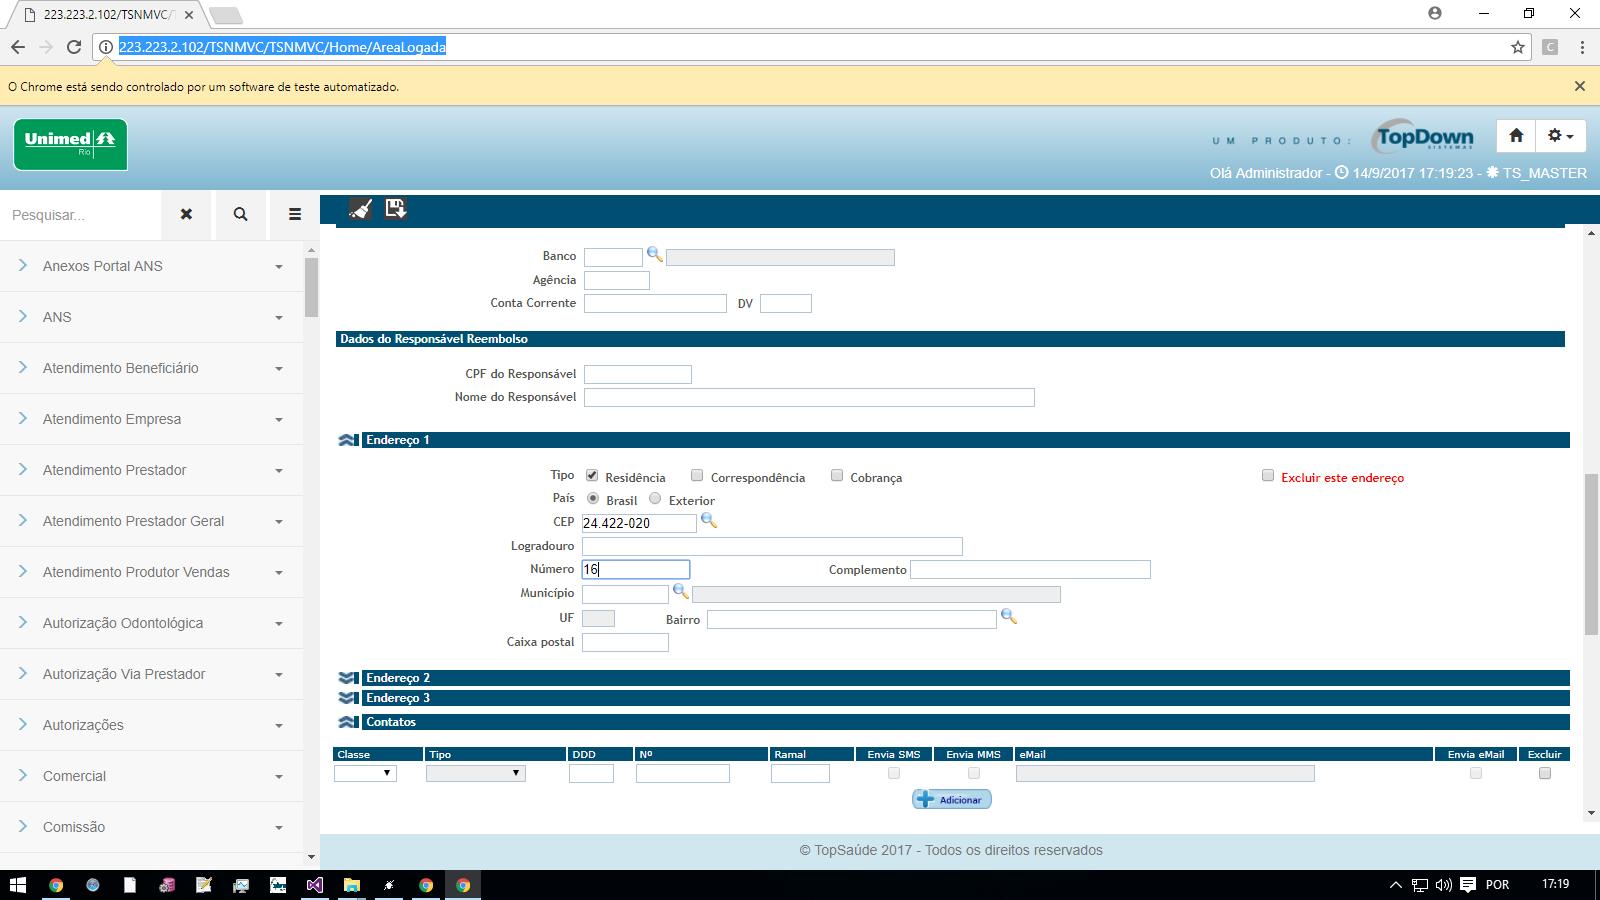 223.223.2.102/TSNMVC/T
223.223.2.102/TSNMVC/TSNMVC/Home/AreaLogada
O Chrome está sendo controlado por um software de teste automatizado.
Unimed
Rio
UM PRODUTO:
TopDown
SISTEMAS
Olá Administrador - 14/9/2017 17:19:23 - TS_MASTER
Pesquisar...
Anexos Portal ANS
ANS
Atendimento Beneficiário
Atendimento Empresa
Atendimento Prestador
Atendimento Prestador Geral
Atendimento Produtor Vendas
Autorização Odontológica
Autorização Via Prestador
Autorizações
Comercial
Comissão
Banco
Agência
Conta Corrente DV
Dados do Responsável Reembolso
CPF do Responsável
Nome do Responsável
Endereço 1
Tipo Residência Correspondência Cobrança Excluir este endereço
País Brasil Exterior
CEP 24.422-020
Logradouro
Número 16 Complemento
Município
UF Bairro
Caixa postal
Endereço 2
Endereço 3
Contatos
Classe Tipo DDD Nº Ramal Envia SMS Envia MMS eMail Envia eMail Excluir
Adicionar
© TopSaúde 2017 - Todos os direitos reservados
POR 17:19